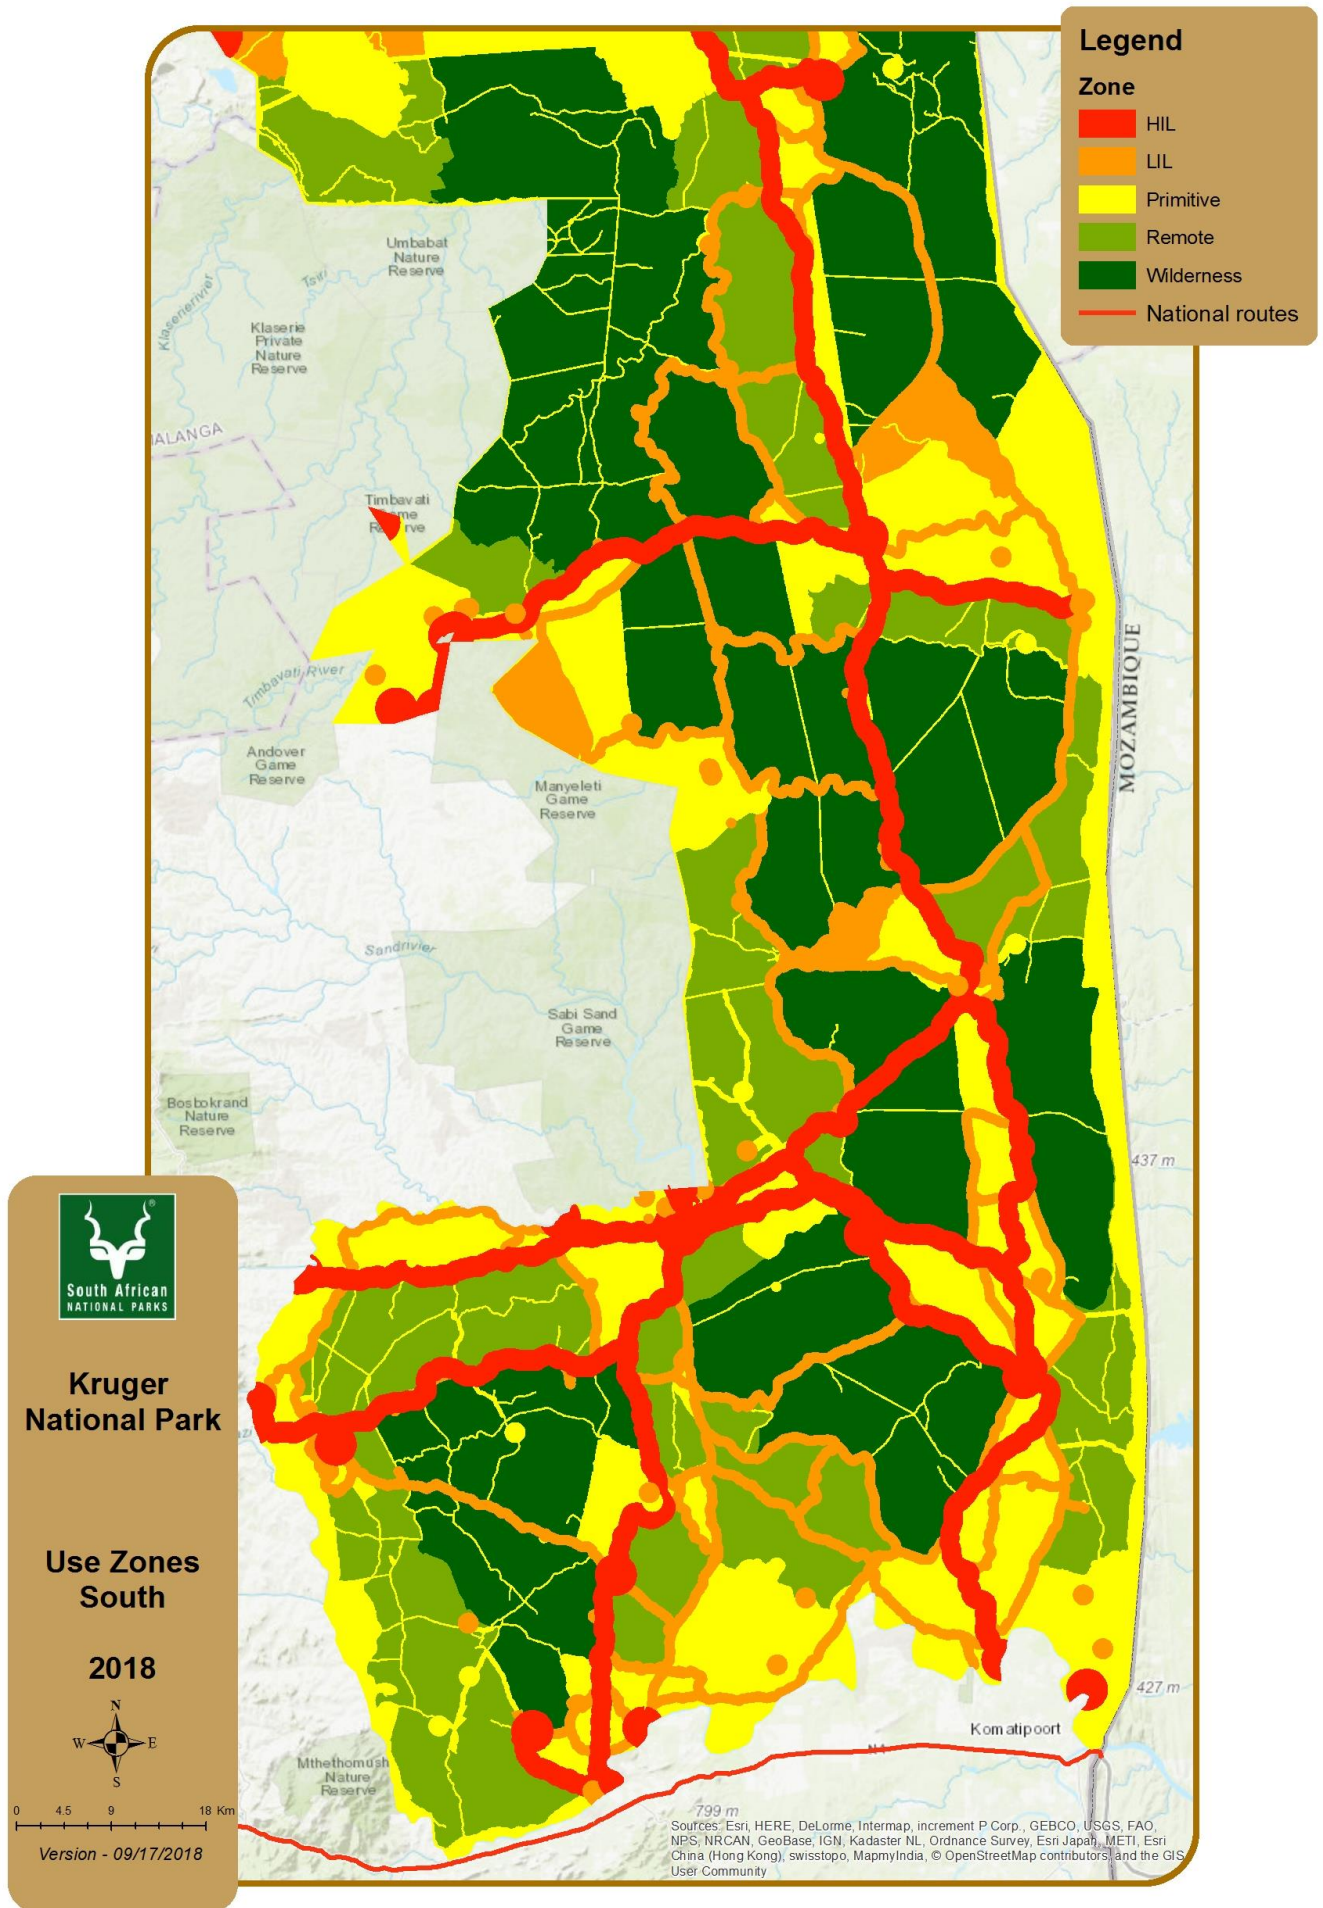 Legend
Zone
HIL
LIL
Primitive
Remote
Wilderness
National routes
Umbabat
Nature
Reserve
Tsiri
Klaserierivier
Klaserie
Private
Nature
Reserve
ALANGA
Timbavati
Game
Timbavati River
MOZAMBIQUE
Andover
Game
Reserve
Manyeleti
Game
Reserve
Sandrivier
Sabi Sand
Game
Reserve
Bosbokrand
Nature
Reserve
437 m
South African
NATIONAL PARKS
®
Kruger
National Park
Use Zones
South
2018
N
W E
S
0 4.5 9 18 Km
Version - 09/17/2018
427 m
Komatipoort
N4
Mthethomush
Nature
Reserve
799 m
Sources: Esri, HERE, DeLorme, Intermap, increment P Corp., GEBCO, USGS, FAO,
NPS, NRCAN, GeoBase, IGN, Kadaster NL, Ordnance Survey, Esri Japan, METI, Esri
China (Hong Kong), swisstopo, MapmyIndia, © OpenStreetMap contributors, and the GIS
User Community